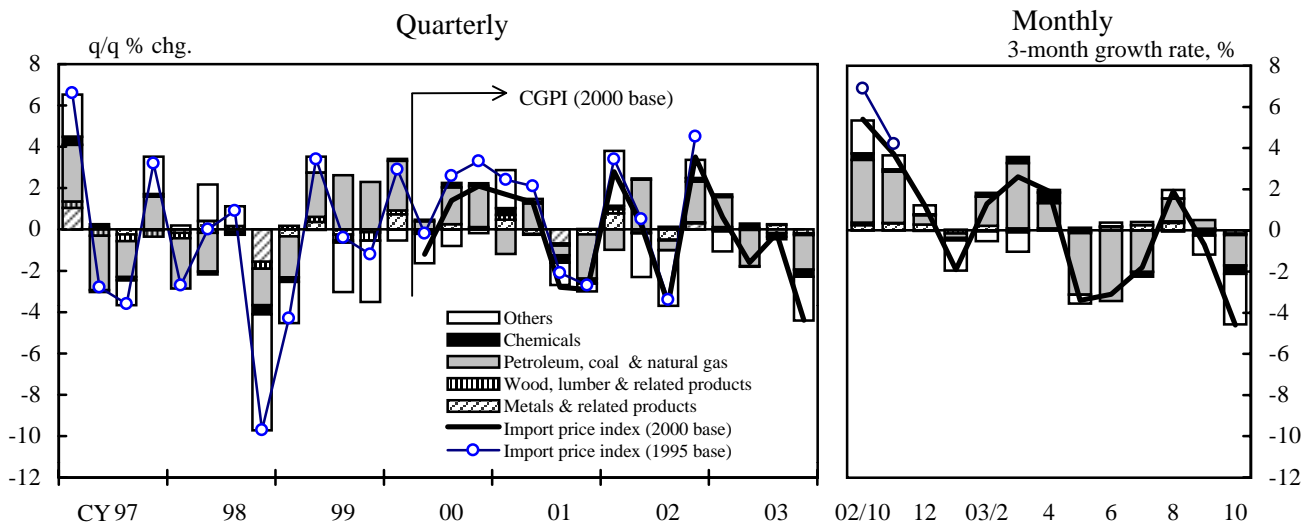 Quarterly
Monthly
q/q % chg.
3-month growth rate, %
8
6
4
2
0
-2
-4
-6
-8
-10
-12
CGPI (2000 base)
Others
Chemicals
Petroleum, coal & natural gas
Wood, lumber & related products
Metals & related products
Import price index (2000 base)
Import price index (1995 base)
8
6
4
2
0
-2
-4
-6
-8
-10
-12
CY 97 98 99 00 01 02 03
02/10 12 03/2 4 6 8 10